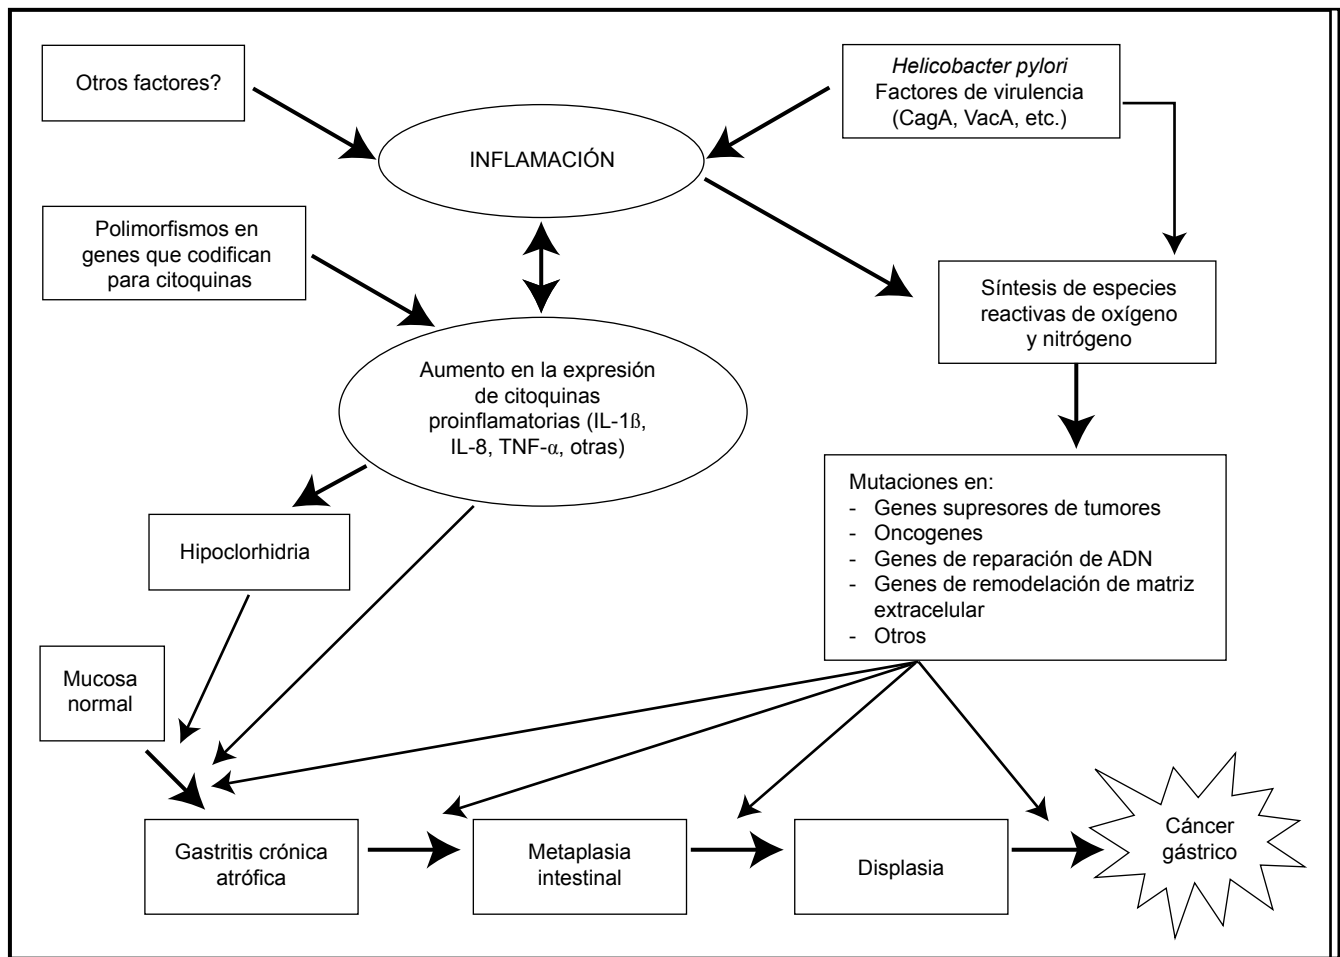 Otros factores?
Helicobacter pylori
Factores de virulencia
(CagA, VacA, etc.)
INFLAMACIÓN
Polimorfismos en
genes que codifican
para citoquinas
Síntesis de especies
reactivas de oxígeno
y nitrógeno
Aumento en la expresión
de citoquinas
proinflamatorias (IL-1ß,
IL-8, TNF-α, otras)
Mutaciones en:
- Genes supresores de tumores
- Oncogenes
- Genes de reparación de ADN
- Genes de remodelación de matriz
extracelular
- Otros
Hipoclorhidria
Mucosa
normal
Gastritis crónica
atrófica
Metaplasia
intestinal
Displasia
Cáncer
gástrico